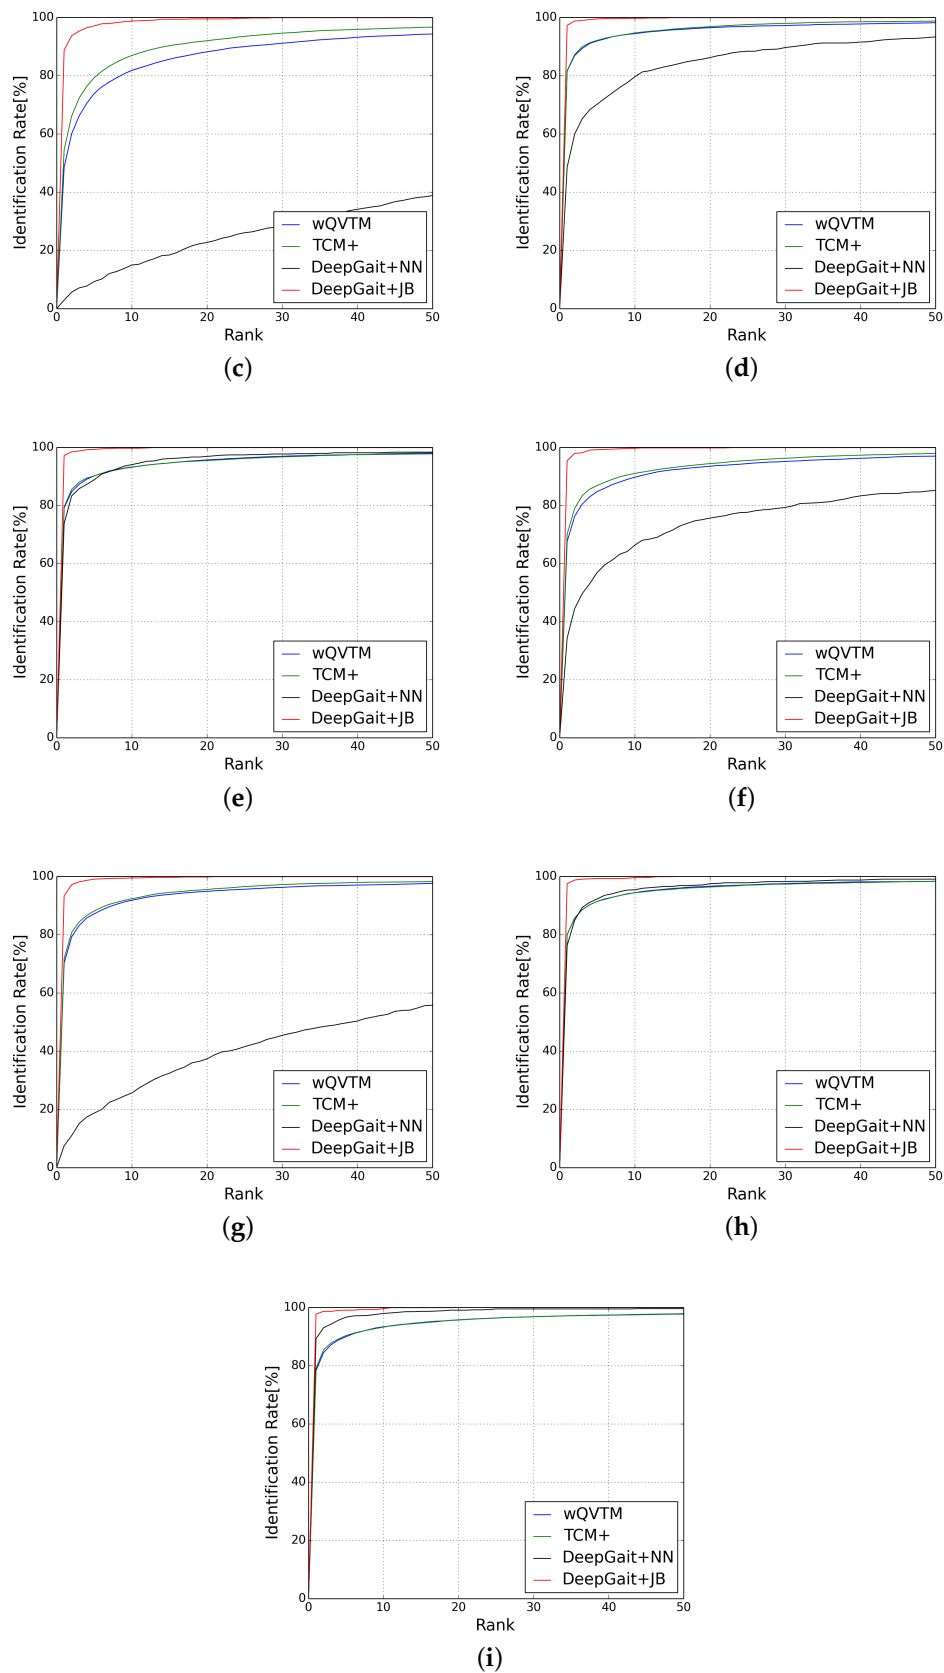 Identification Rate[%]
100
80
60
40
20
0
0 10 20 30 40 50
Rank
wQVTM
TCM+
DeepGait+NN
DeepGait+JB
(c)
Identification Rate[%]
100
80
60
40
20
0
0 10 20 30 40 50
Rank
wQVTM
TCM+
DeepGait+NN
DeepGait+JB
(d)
Identification Rate[%]
100
80
60
40
20
0
0 10 20 30 40 50
Rank
wQVTM
TCM+
DeepGait+NN
DeepGait+JB
(e)
Identification Rate[%]
100
80
60
40
20
0
0 10 20 30 40 50
Rank
wQVTM
TCM+
DeepGait+NN
DeepGait+JB
(f)
Identification Rate[%]
100
80
60
40
20
0
0 10 20 30 40 50
Rank
wQVTM
TCM+
DeepGait+NN
DeepGait+JB
(g)
Identification Rate[%]
100
80
60
40
20
0
0 10 20 30 40 50
Rank
wQVTM
TCM+
DeepGait+NN
DeepGait+JB
(h)
Identification Rate[%]
100
80
60
40
20
0
0 10 20 30 40 50
Rank
wQVTM
TCM+
DeepGait+NN
DeepGait+JB
(i)